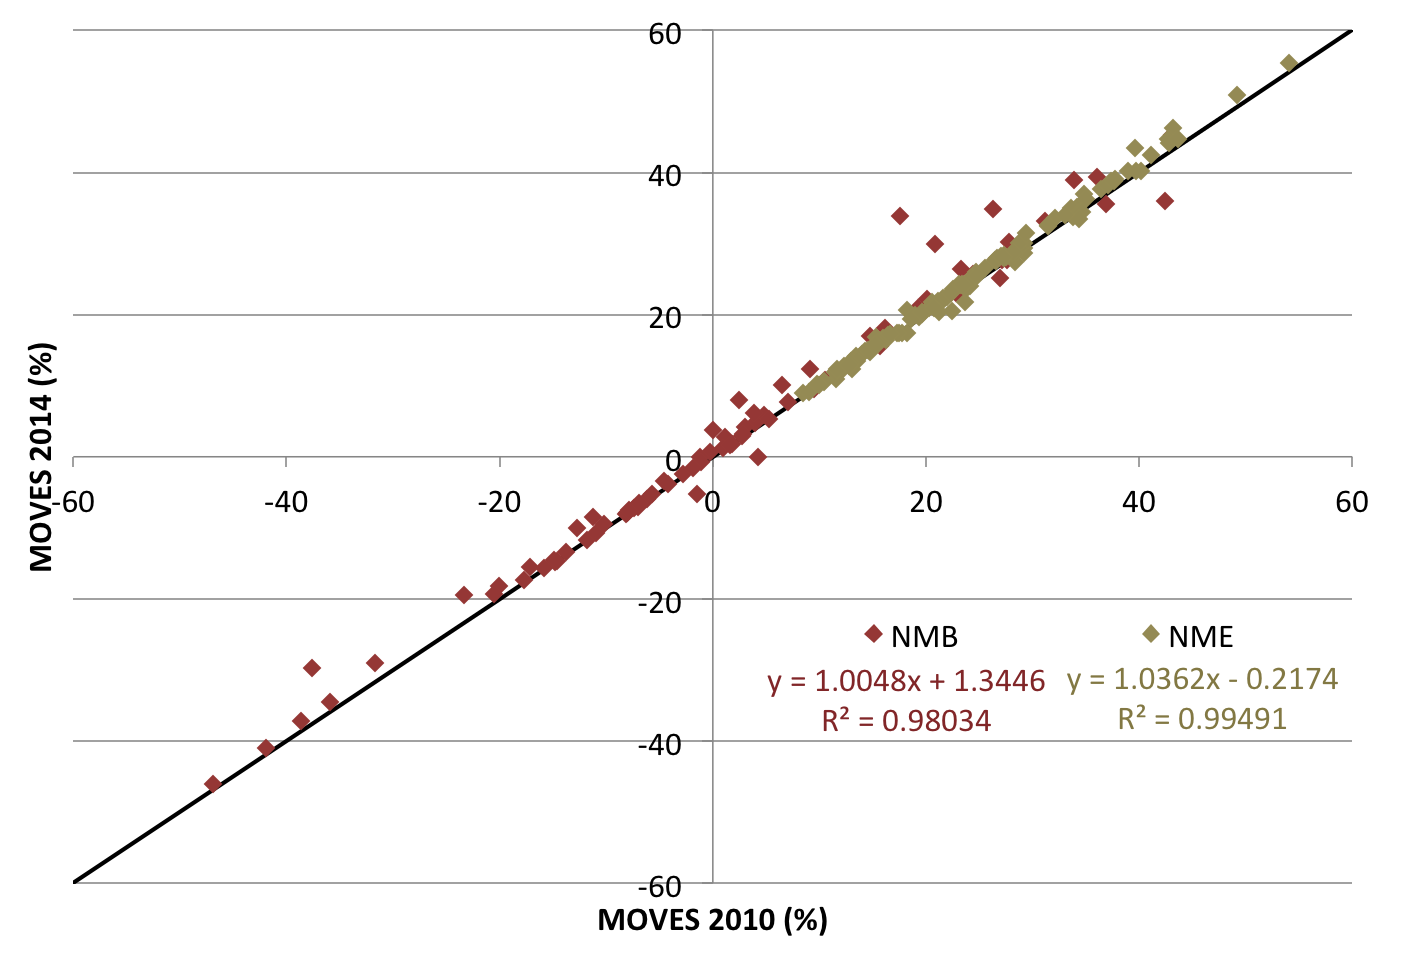 60
40
20
0
-20
-40
-60
-60 -40 -20 0 20 40 60
MOVES 2014 (%)
MOVES 2010 (%)
NMB NME
y = 1.0048x + 1.3446 y = 1.0362x - 0.2174
R² = 0.98034 R² = 0.99491